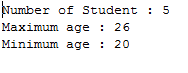 Number of Student : 5
Maximum age : 26
Minimum age : 20